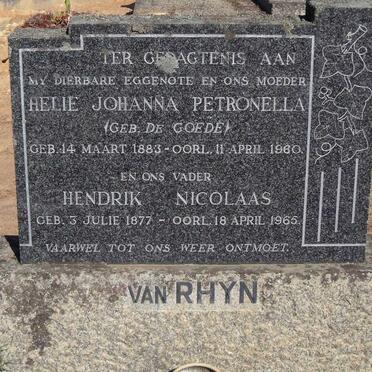 TER GEDAGTENIS AAN
MY DIERBARE EGGENOTE EN ONS MOEDER
HELIE JOHANNA PETRONELLA
(GEB. DE GOEDE)
GEB. 14 MAART 1883 - OORL. 11 APRIL 1960.
EN ONS VADER
HENDRIK NICOLAAS
GEB. 3 JULIE 1877 - OORL. 18 APRIL 1965.
VAARWEL TOT ONS WEER ONTMOET.
VAN RHYN